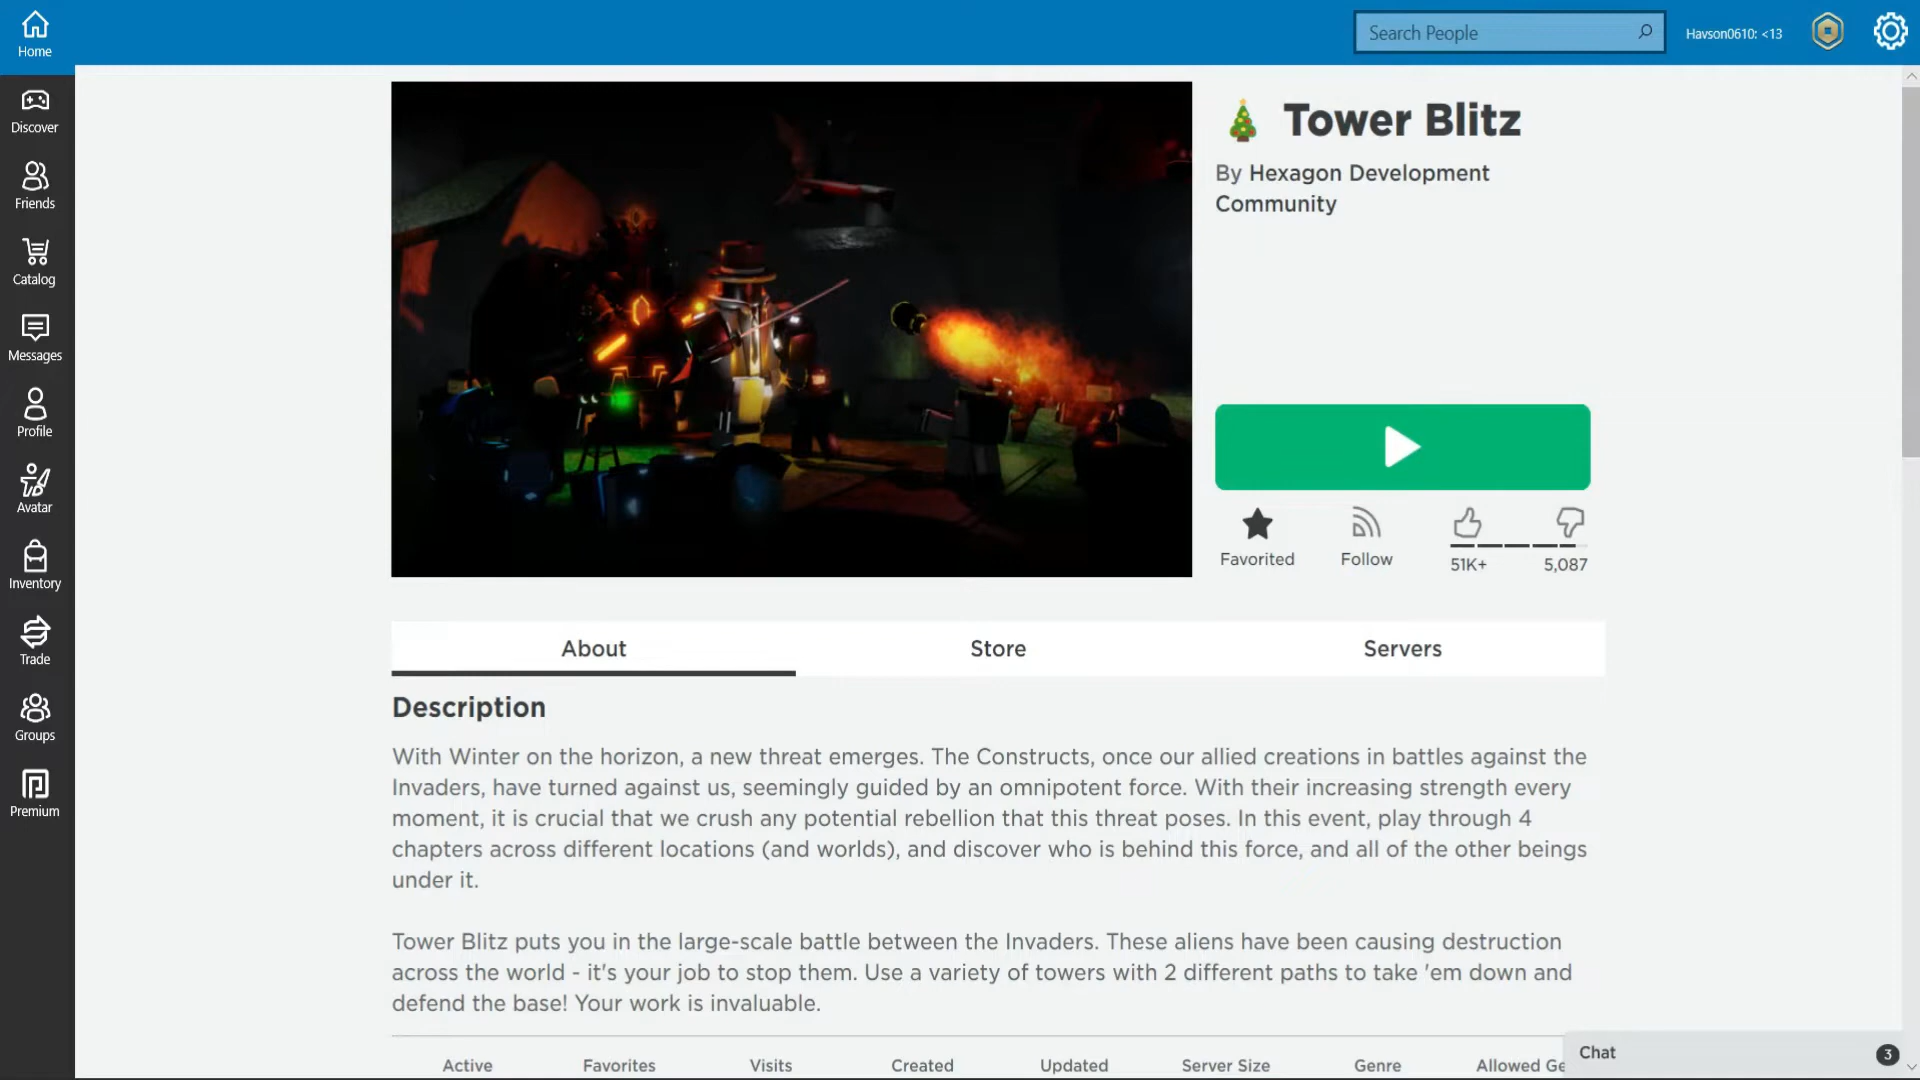 Home
Search People
Havson0610: <13
Discover
Friends
Catalog
Messages
Profile
Avatar
Inventory
Trade
Groups
Premium
Tower Blitz
By Hexagon Development
Community
Favorited
Follow
51K+
5,087
About
Store
Servers
Description
With Winter on the horizon, a new threat emerges. The Constructs, once our allied creations in battles against the
Invaders, have turned against us, seemingly guided by an omnipotent force. With their increasing strength every
moment, it is crucial that we crush any potential rebellion that this threat poses. In this event, play through 4
chapters across different locations (and worlds), and discover who is behind this force, and all of the other beings
under it.
Tower Blitz puts you in the large-scale battle between the Invaders. These aliens have been causing destruction
across the world - it's your job to stop them. Use a variety of towers with 2 different paths to take 'em down and
defend the base! Your work is invaluable.
Active Favorites Visits Created Updated Server Size Genre Allowed Ge
Chat 3